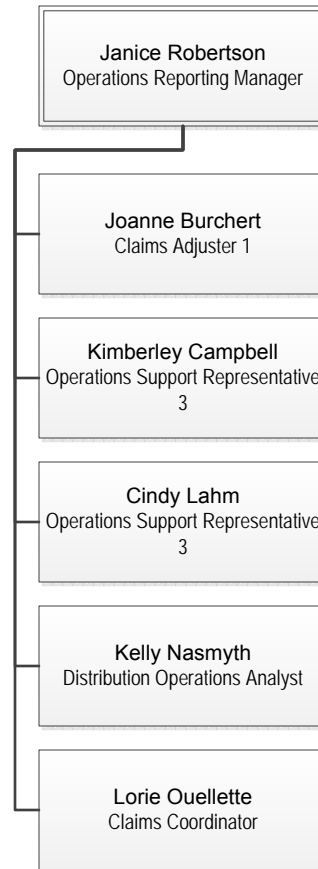 Janice Robertson
Operations Reporting Manager
Joanne Burchert
Claims Adjuster 1
Kimberley Campbell
Operations Support Representative
3
Cindy Lahm
Operations Support Representative
3
Kelly Nasmyth
Distribution Operations Analyst
Lorie Ouellette
Claims Coordinator